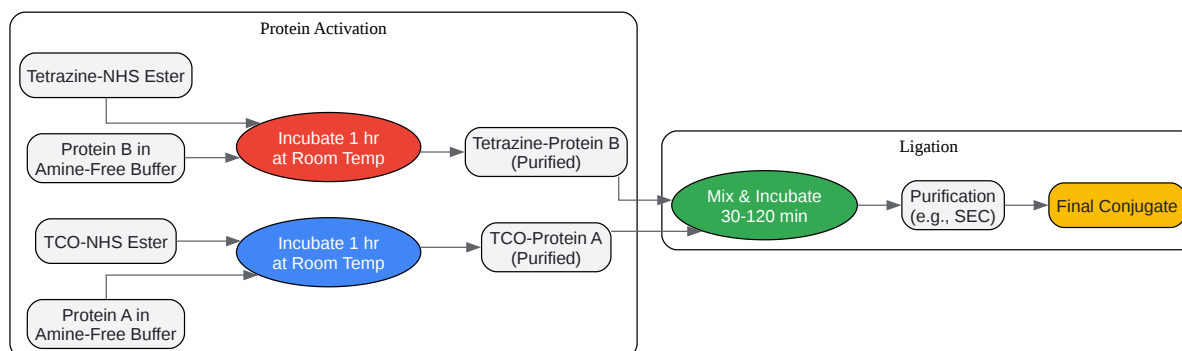 Protein Activation
Tetrazine-NHS Ester
Protein B in
Amine-Free Buffer
Incubate 1 hr
at Room Temp
Tetrazine-Protein B
(Purified)
TCO-NHS Ester
Protein A in
Amine-Free Buffer
Incubate 1 hr
at Room Temp
TCO-Protein A
(Purified)
Ligation
Mix & Incubate
30-120 min
Purification
(e.g., SEC)
Final Conjugate